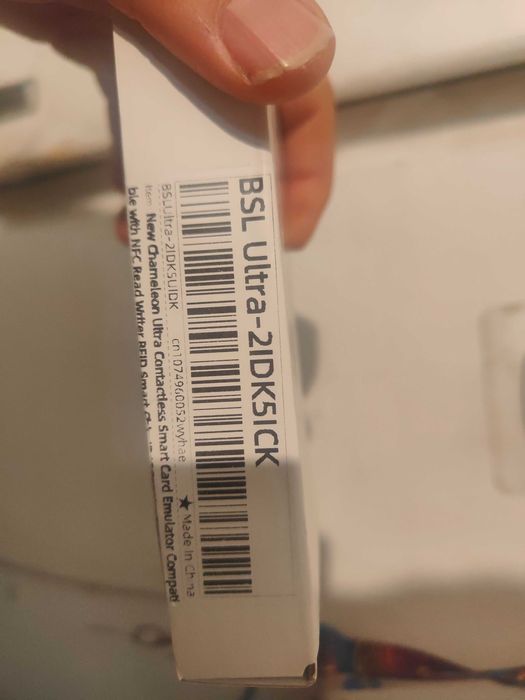 BSL Ultra-2IDK5ICK
BSLUltra-2IDK5UIDK cn1074960052wyhae ★ Made In China
Item: New Chameleon Ultra Contactless Smart Card Emulator Compati
ble with NFC Read Writer RFID Smart